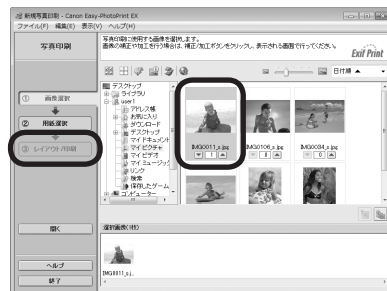 新規写真印刷 - Canon Easy-PhotoPrint EX
ファイル(F) 編集(E) 表示(V) ヘルプ(H)
写真印刷
写真印刷に使用する画像を選択します。
画像の補正や加工を行う場合は、補正/加工ボタンをクリックし、表示される画面で行ってください。
Exif Print
日付順 ▲
① 画像選択
② 用紙選択
③ レイアウト/印刷
デスクトップ
ライブラリ
user1
アドレス帳
お気に入り
ダウンロード
デスクトップ
マイ ドキュメント
マイ ピクチャ
マイ ビデオ
マイ ミュージック
リンク
検索
保存したゲーム
コンピューター
IMG0011_s.jpg
1
IMG0106_s.jpg
0
IMG0034_s.jpg
0
開く
ヘルプ
終了
選択画像(1枚)
IMG0011_s.j..